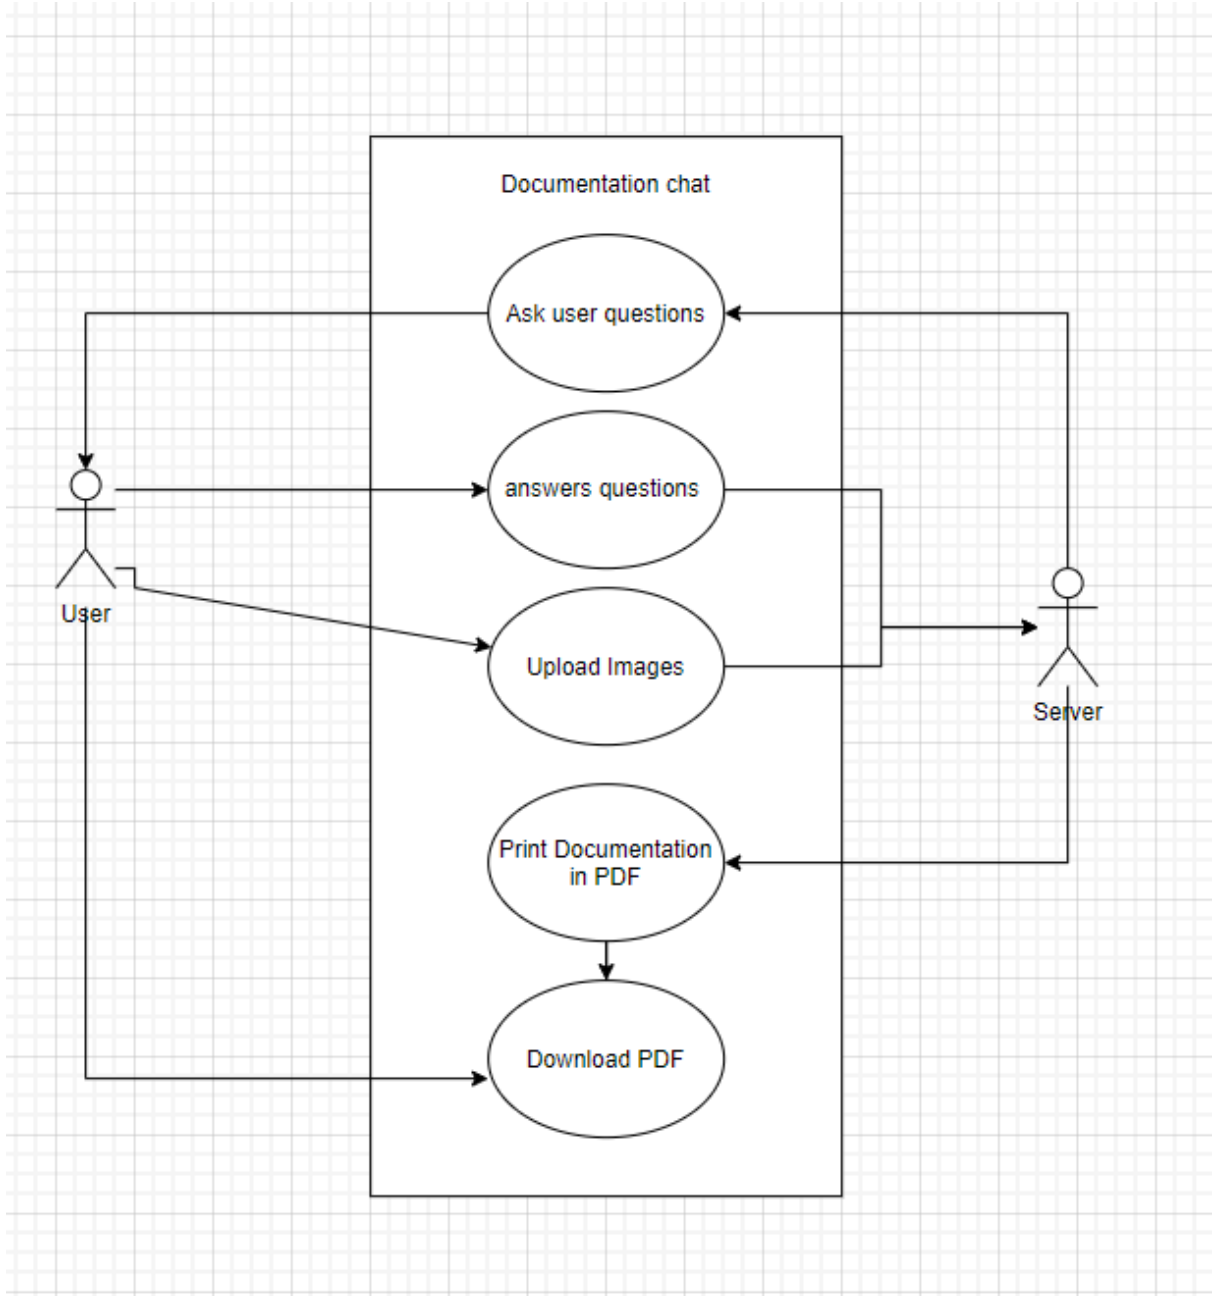 Documentation chat
Ask user questions
answers questions
User
Upload Images
Server
Print Documentation
in PDF
Download PDF